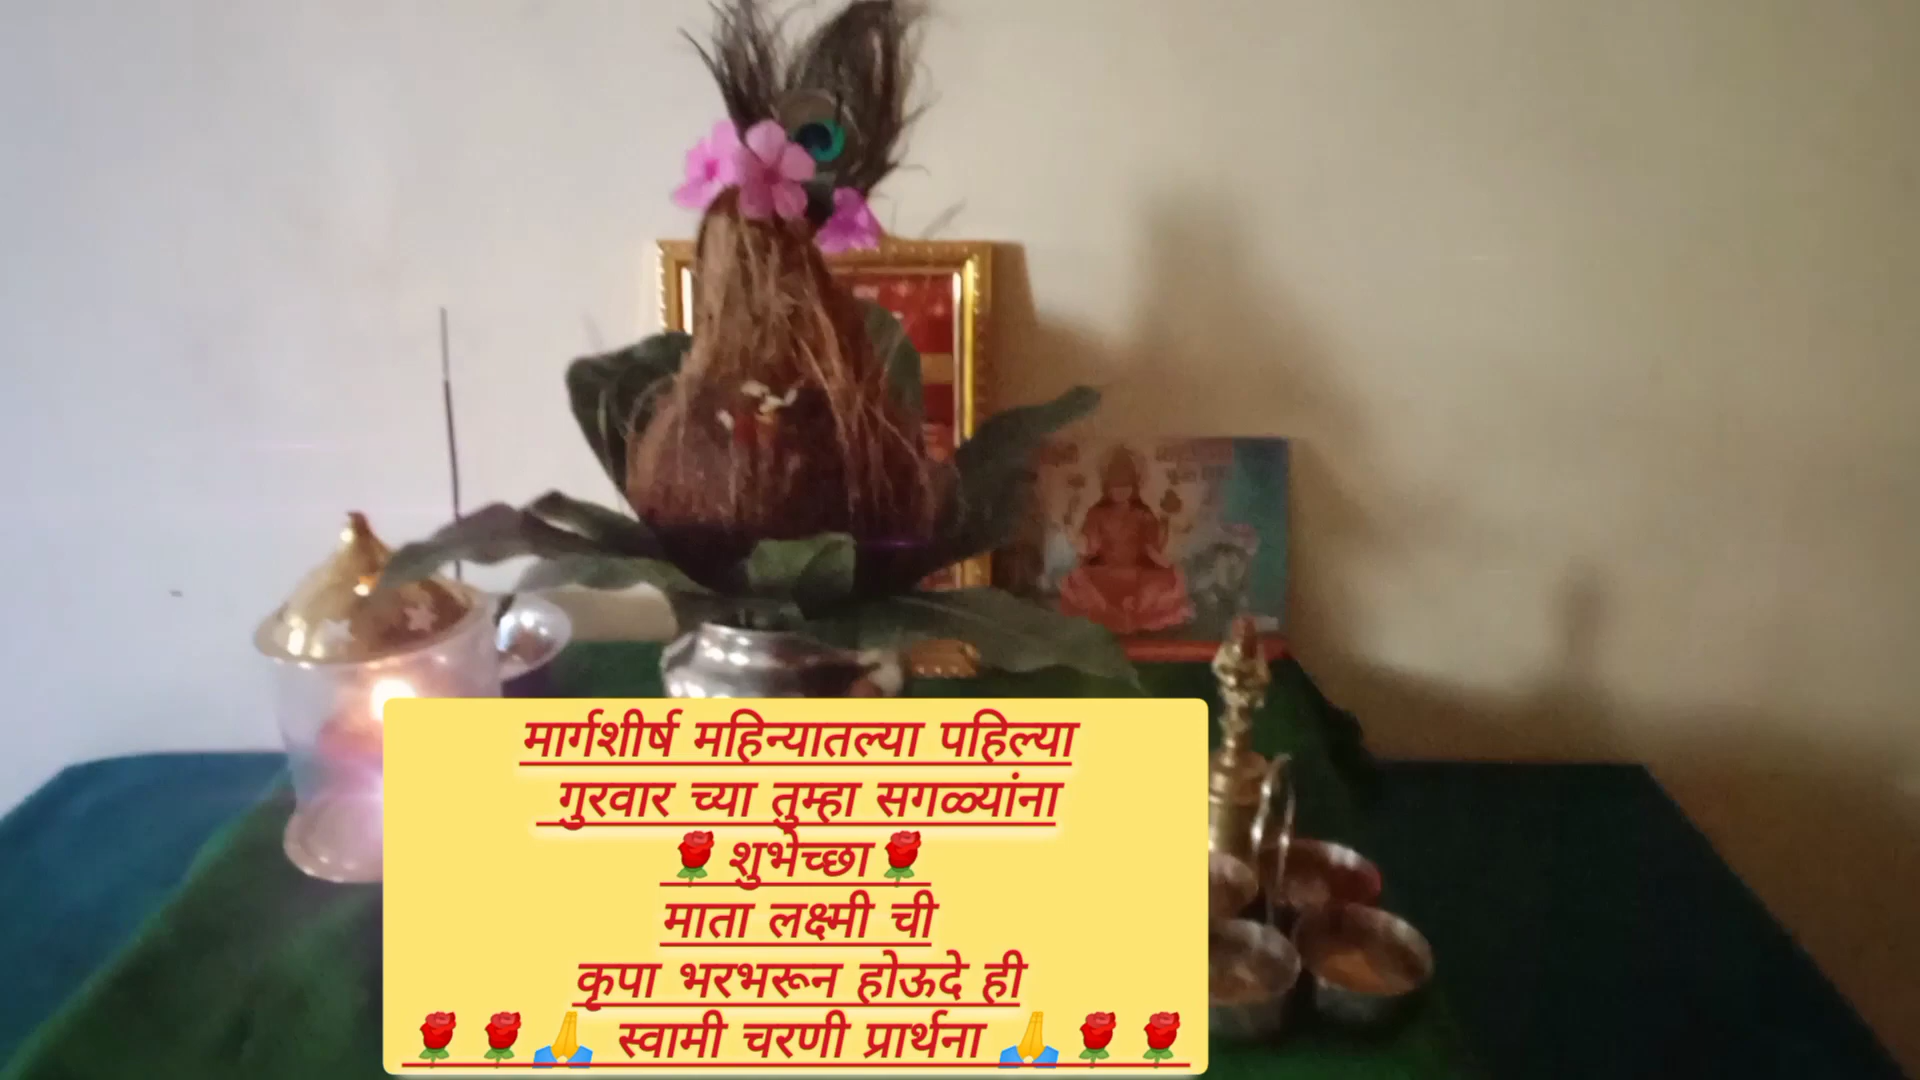 मार्गशीर्ष महिन्यातल्या पहिल्या
गुरवार च्या तुम्हा सगळ्यांना
🌹शुभेच्छा🌹
माता लक्ष्मी ची
कृपा भरभरून होऊदे ही
🌹🌹🙏 स्वामी चरणी प्रार्थना 🙏🌹🌹